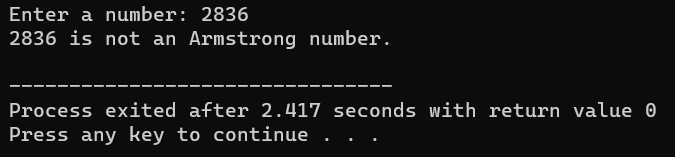 Enter a number: 2836
2836 is not an Armstrong number.
--------------------------------
Process exited after 2.417 seconds with return value 0
Press any key to continue . . .